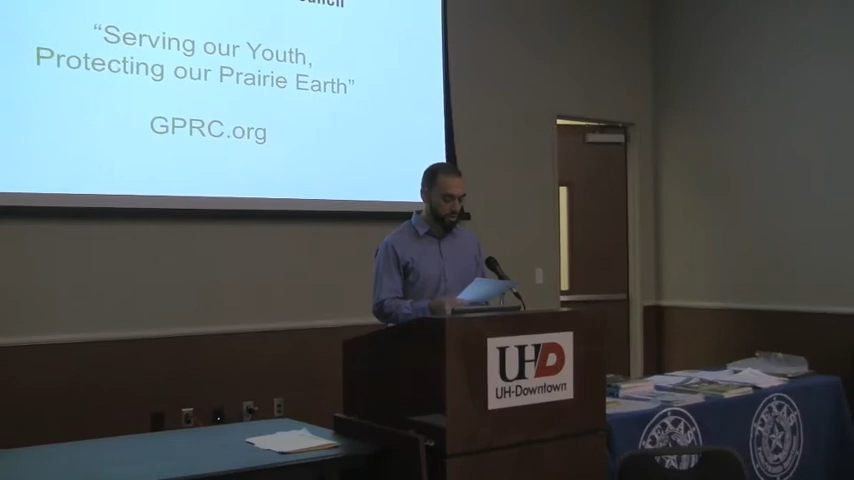 “Serving our Youth,
Protecting our Prairie Earth”
GPRC.org
UHD
UH-Downtown